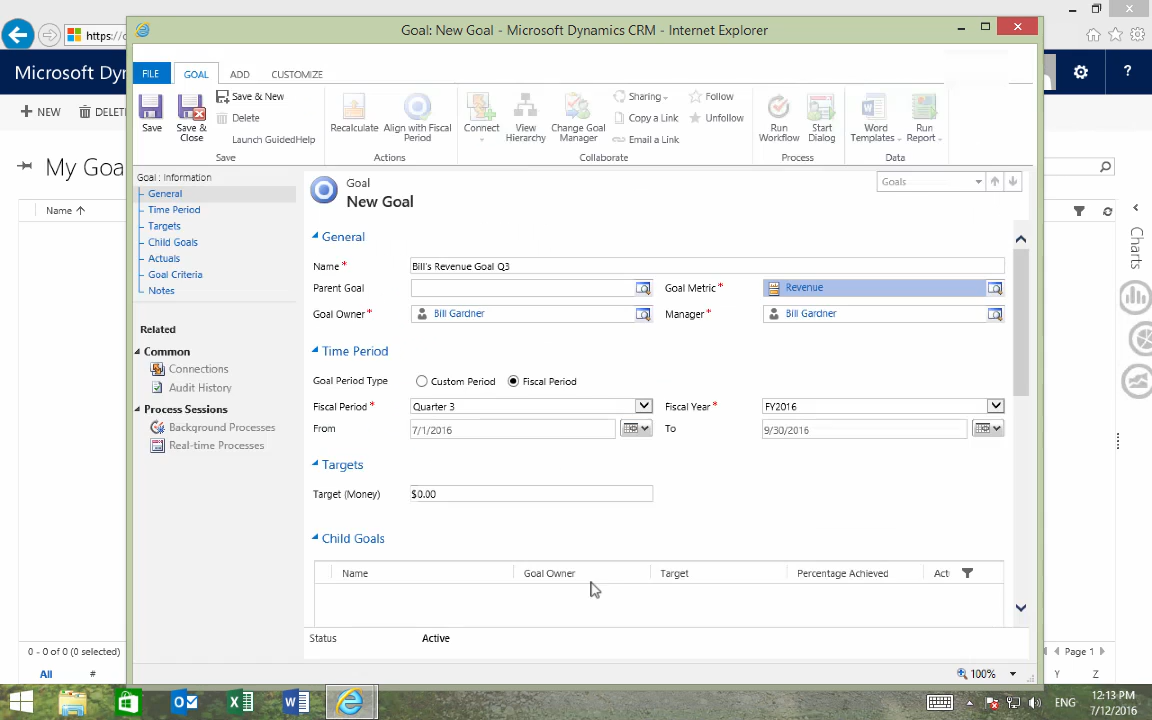 Goal: New Goal - Microsoft Dynamics CRM - Internet Explorer
https://c
Microsoft Dyn
?
NEW
DELET
My Goa
Name
FILE
GOAL
ADD
CUSTOMIZE
Save
Save & Close
Save & New
Delete
Launch GuidedHelp
Save
Recalculate
Align with Fiscal Period
Actions
Connect
View Hierarchy
Change Goal Manager
Sharing
Copy a Link
Email a Link
Follow
Unfollow
Collaborate
Run Workflow
Start Dialog
Process
Word Templates
Run Report
Data
Goal : Information
General
Time Period
Targets
Child Goals
Actuals
Goal Criteria
Notes
Related
Common
Connections
Audit History
Process Sessions
Background Processes
Real-time Processes
Goal
New Goal
Goals
General
Name *
Bill's Revenue Goal Q3
Parent Goal
Goal Metric *
Revenue
Goal Owner *
Bill Gardner
Manager *
Bill Gardner
Time Period
Goal Period Type
Custom Period
Fiscal Period
Fiscal Period *
Quarter 3
Fiscal Year *
FY2016
From
7/1/2016
To
9/30/2016
Targets
Target (Money)
$0.00
Child Goals
Name
Goal Owner
Target
Percentage Achieved
Act
Status
Active
Charts
0 - 0 of 0 (0 selected)
Page 1
All
#
Y
Z
100%
ENG
12:13 PM
7/12/2016